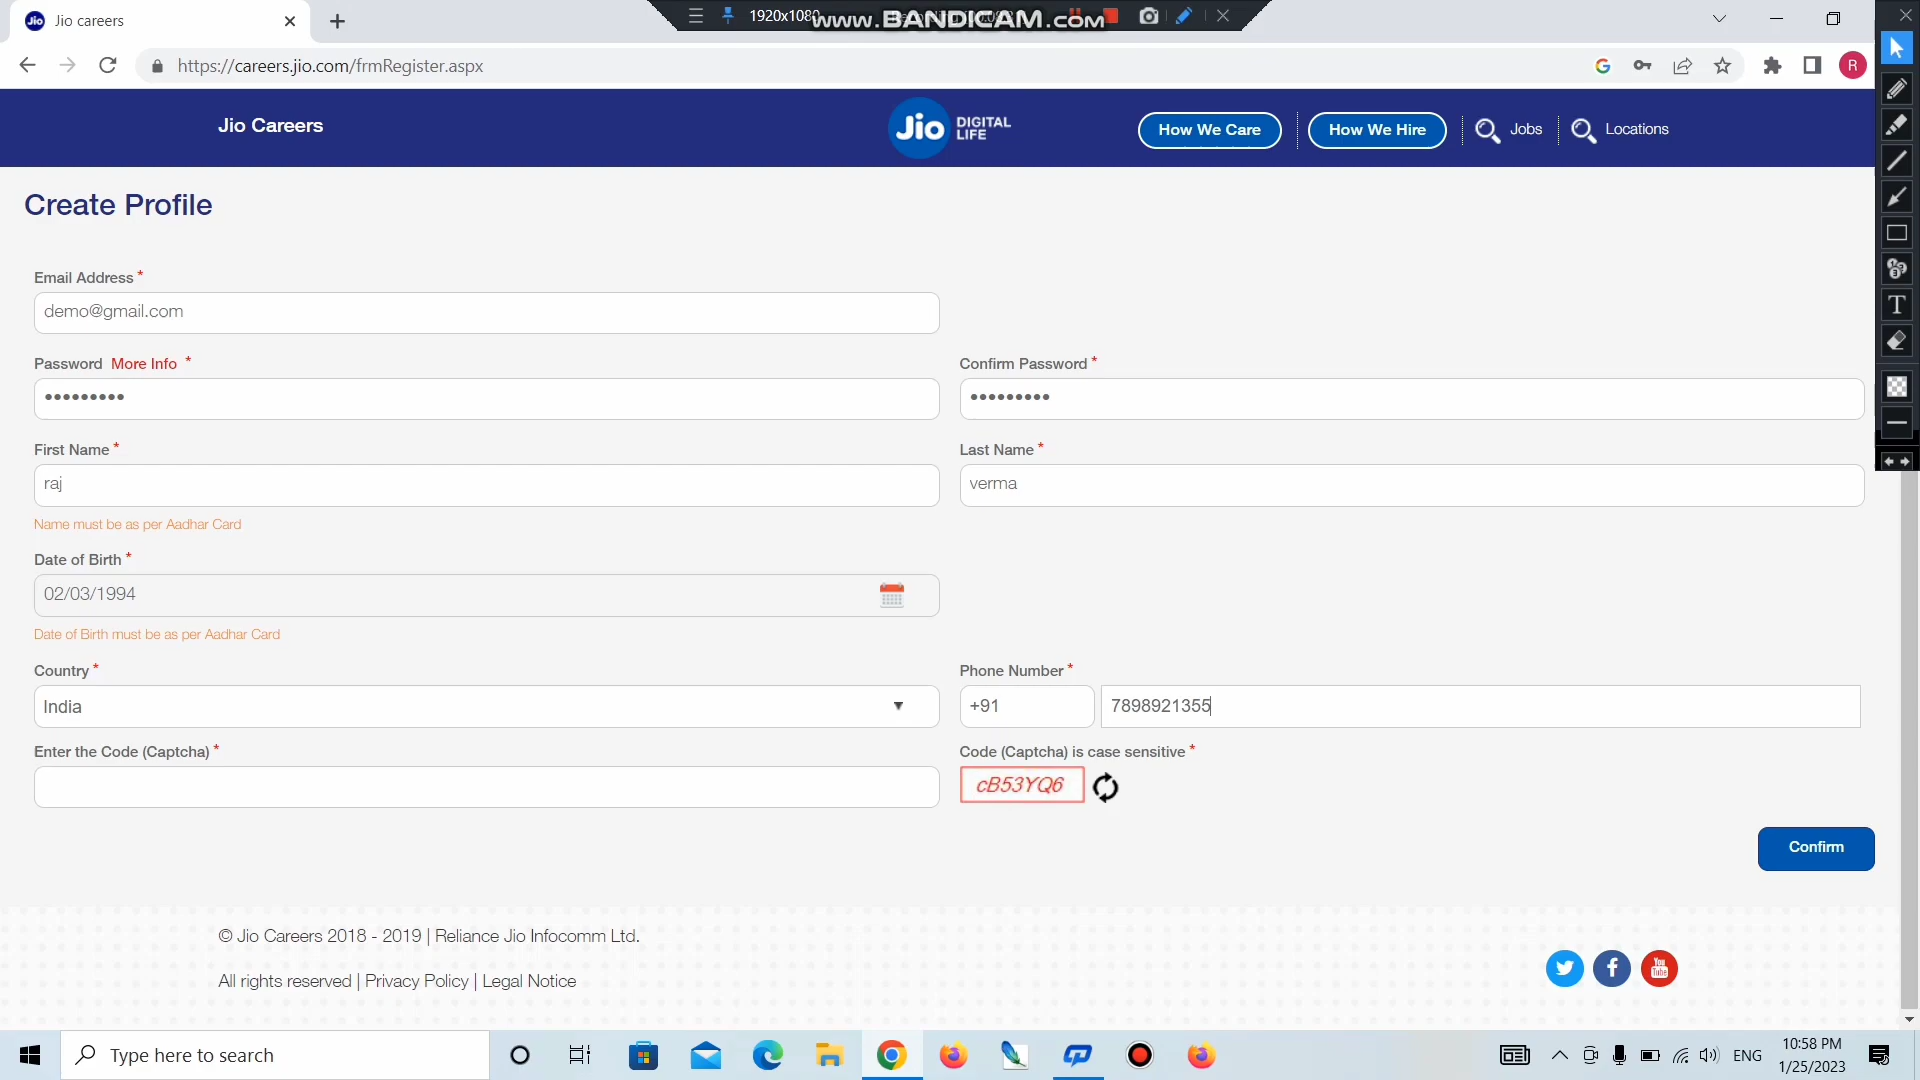 Jio careers
1920x1080
www.BANDICAM.com
https://careers.jio.com/frmRegister.aspx
R
Jio Careers
Jio DIGITAL LIFE
How We Care
How We Hire
Jobs
Locations
Create Profile
Email Address *
demo@gmail.com
Password More Info *
Confirm Password *
•••••••••
•••••••••
First Name *
Last Name *
raj
verma
Name must be as per Aadhar Card
Date of Birth *
02/03/1994
Date of Birth must be as per Aadhar Card
Country *
Phone Number *
India
+91
7898921355
Enter the Code (Captcha) *
Code (Captcha) is case sensitive *
cB53YQ6
Confirm
© Jio Careers 2018 - 2019 | Reliance Jio Infocomm Ltd.
All rights reserved | Privacy Policy | Legal Notice
You Tube
Type here to search
ENG
10:58 PM
1/25/2023